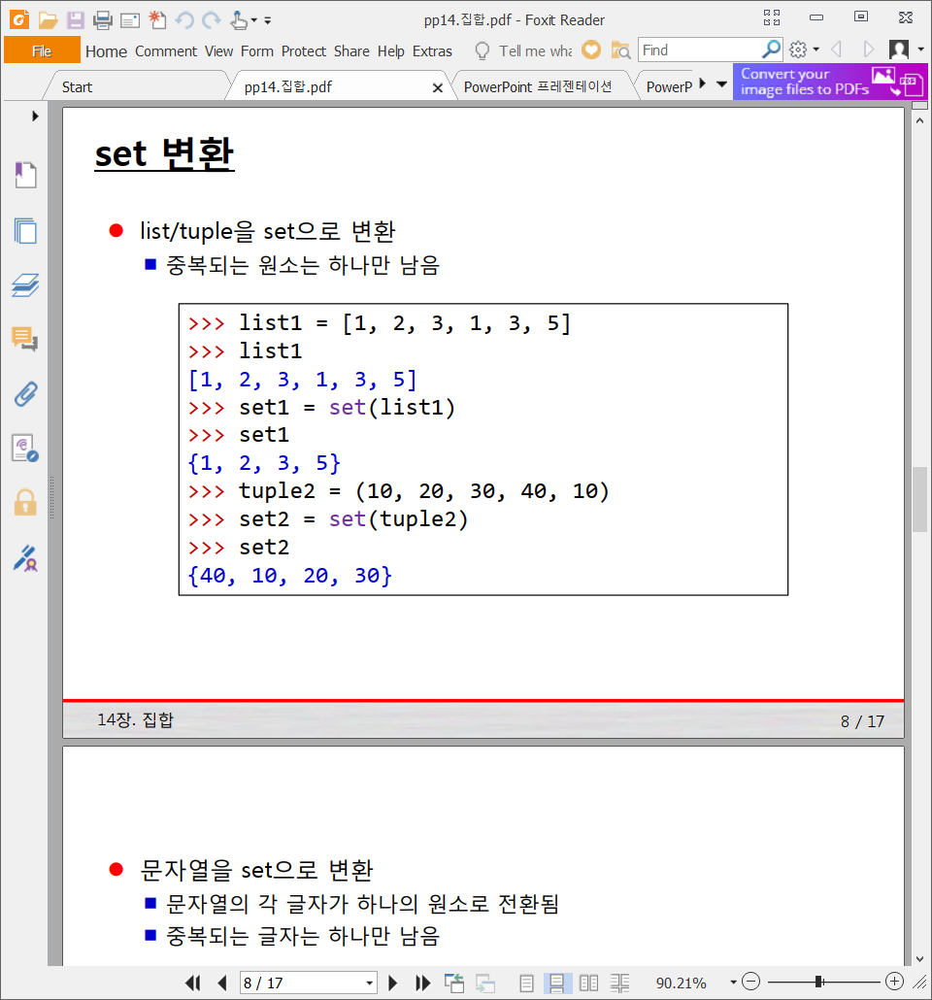 pp14.집합.pdf - Foxit Reader
File Home Comment View Form Protect Share Help Extras Tell me wha Find
Start pp14.집합.pdf PowerPoint 프레젠테이션 PowerP
Convert your
image files to PDFs
set 변환
list/tuple을 set으로 변환
중복되는 원소는 하나만 남음
>>> list1 = [1, 2, 3, 1, 3, 5]
>>> list1
[1, 2, 3, 1, 3, 5]
>>> set1 = set(list1)
>>> set1
{1, 2, 3, 5}
>>> tuple2 = (10, 20, 30, 40, 10)
>>> set2 = set(tuple2)
>>> set2
{40, 10, 20, 30}
14장. 집합
8 / 17
문자열을 set으로 변환
문자열의 각 글자가 하나의 원소로 전환됨
중복되는 글자는 하나만 남음
8 / 17
90.21%